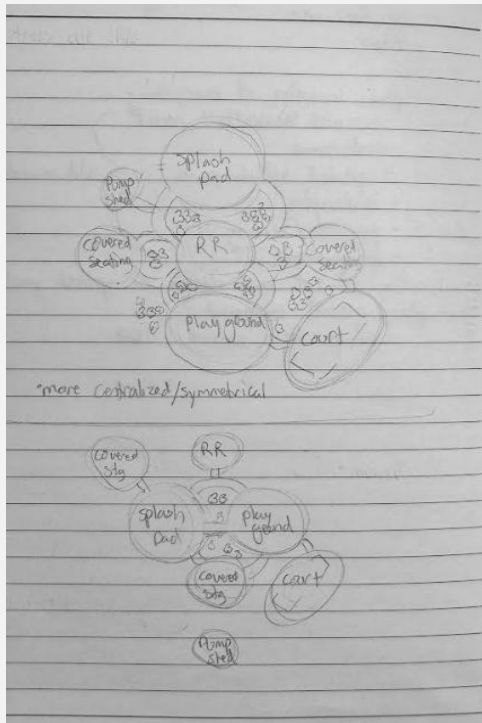 Splash
Pad
Pump
Shed
Covered
Seating
RR
Covered
Seating
Playground
Court
*more centralized/symmetrical
Covered
Stg
RR
Splash
Pad
Play
ground
Covered
Stg
Court
Pump
Shed